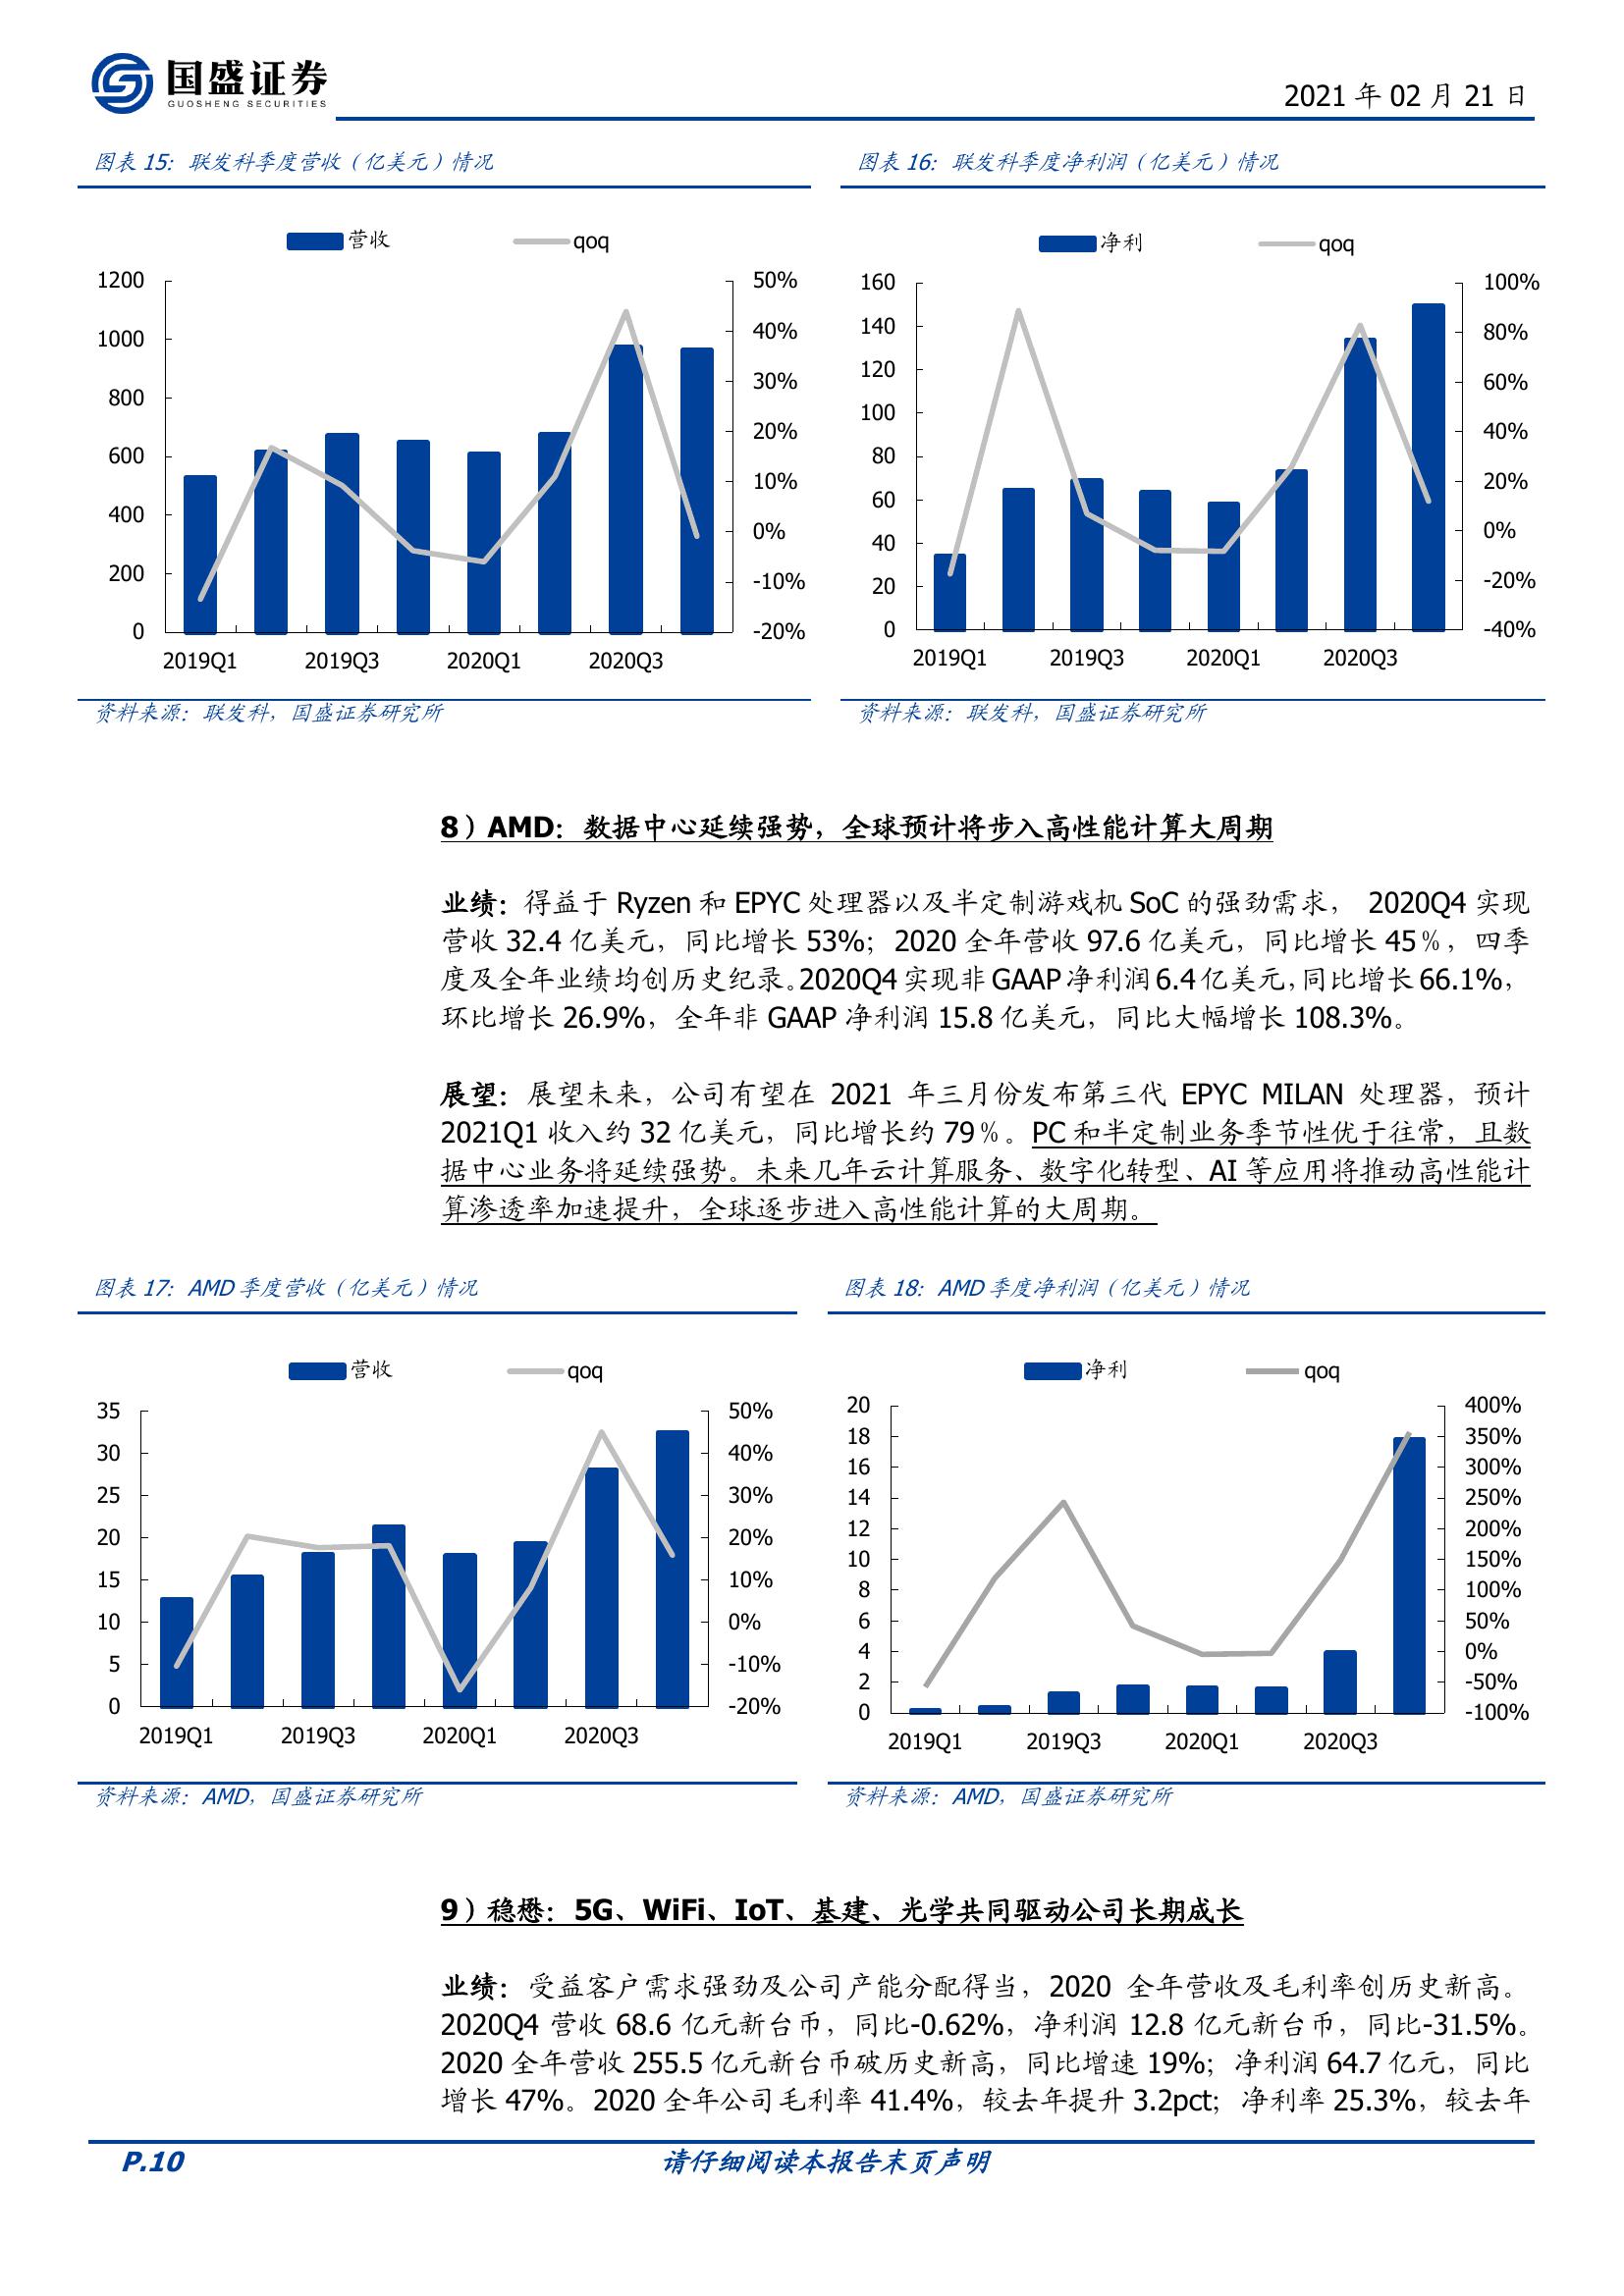 国盛证券
GUOSHENG SECURITIES
2021 年 02 月 21 日
图表 15：联发科季度营收（亿美元）情况
营收
qoq
1200
1000
800
600
400
200
0
50%
40%
30%
20%
10%
0%
-10%
-20%
2019Q1 2019Q3 2020Q1 2020Q3
资料来源：联发科，国盛证券研究所
图表 16：联发科季度净利润（亿美元）情况
净利
qoq
160
140
120
100
80
60
40
20
0
100%
80%
60%
40%
20%
0%
-20%
-40%
2019Q1 2019Q3 2020Q1 2020Q3
资料来源：联发科，国盛证券研究所
8）AMD：数据中心延续强势，全球预计将步入高性能计算大周期
业绩：得益于 Ryzen 和 EPYC 处理器以及半定制游戏机 SoC 的强劲需求， 2020Q4 实现
营收 32.4 亿美元，同比增长 53%；2020 全年营收 97.6 亿美元，同比增长 45％，四季
度及全年业绩均创历史纪录。2020Q4 实现非 GAAP 净利润 6.4 亿美元，同比增长 66.1%，
环比增长 26.9%，全年非 GAAP 净利润 15.8 亿美元，同比大幅增长 108.3%。
展望：展望未来，公司有望在 2021 年三月份发布第三代 EPYC MILAN 处理器，预计
2021Q1 收入约 32 亿美元，同比增长约 79％。PC 和半定制业务季节性优于往常，且数
据中心业务将延续强势。未来几年云计算服务、数字化转型、AI 等应用将推动高性能计
算渗透率加速提升，全球逐步进入高性能计算的大周期。
图表 17：AMD 季度营收（亿美元）情况
营收
qoq
35
30
25
20
15
10
5
0
50%
40%
30%
20%
10%
0%
-10%
-20%
2019Q1 2019Q3 2020Q1 2020Q3
资料来源：AMD，国盛证券研究所
图表 18：AMD 季度净利润（亿美元）情况
净利
qoq
20
18
16
14
12
10
8
6
4
2
0
400%
350%
300%
250%
200%
150%
100%
50%
0%
-50%
-100%
2019Q1 2019Q3 2020Q1 2020Q3
资料来源：AMD，国盛证券研究所
9）稳懋：5G、WiFi、IoT、基建、光学共同驱动公司长期成长
业绩：受益客户需求强劲及公司产能分配得当，2020 全年营收及毛利率创历史新高。
2020Q4 营收 68.6 亿元新台币，同比-0.62%，净利润 12.8 亿元新台币，同比-31.5%。
2020 全年营收 255.5 亿元新台币破历史新高，同比增速 19%；净利润 64.7 亿元，同比
增长 47%。2020 全年公司毛利率 41.4%，较去年提升 3.2pct；净利率 25.3%，较去年
P.10
请仔细阅读本报告末页声明